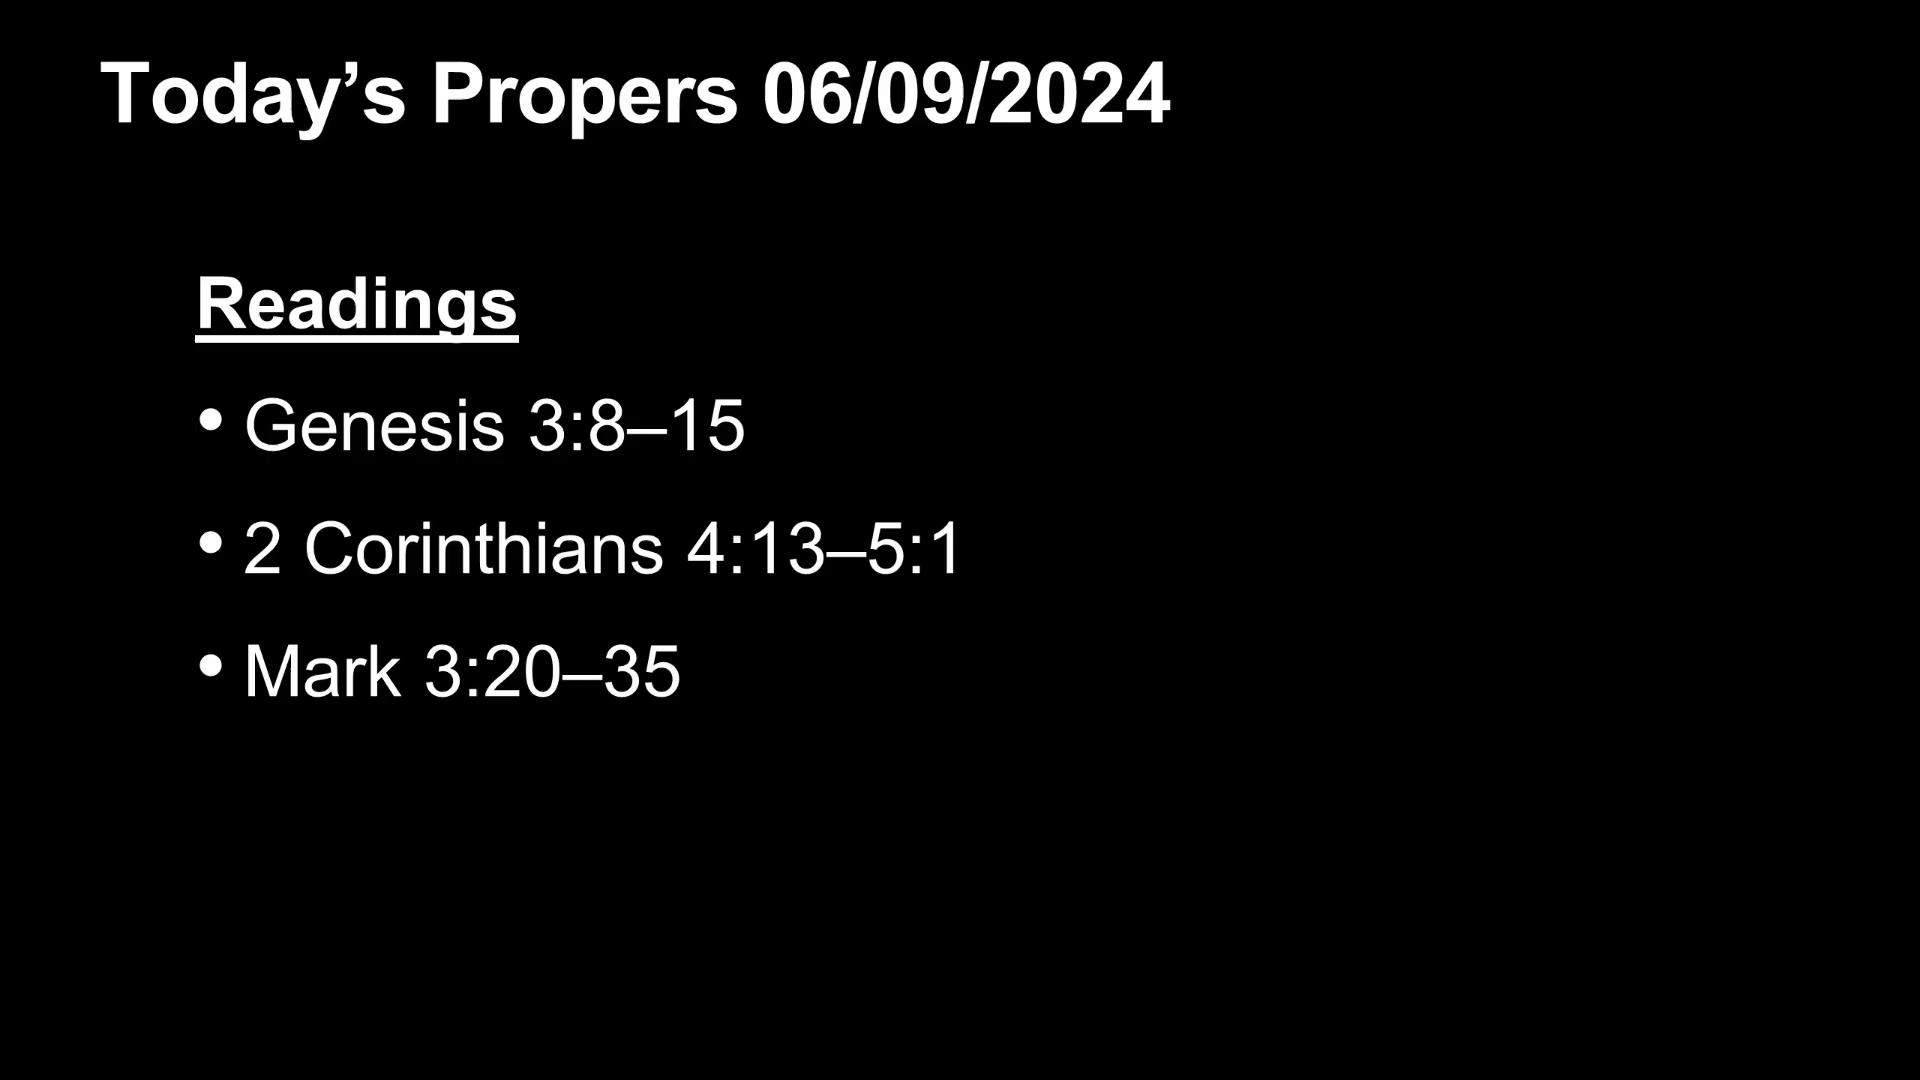 Today’s Propers 06/09/2024
Readings
• Genesis 3:8–15
• 2 Corinthians 4:13–5:1
• Mark 3:20–35